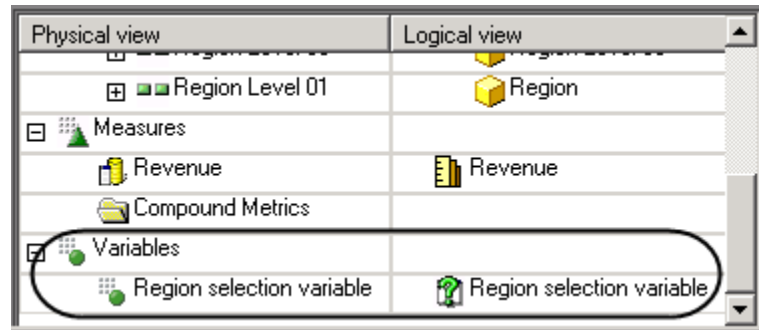 Physical view Logical view
Region Level 01 Region
Measures
Revenue Revenue
Compound Metrics
Variables
Region selection variable Region selection variable